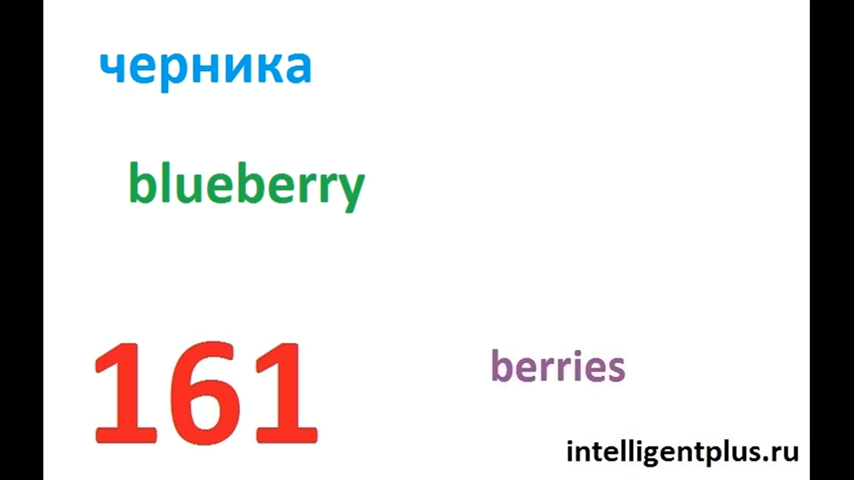 черника
blueberry
161
berries
intelligentplus.ru